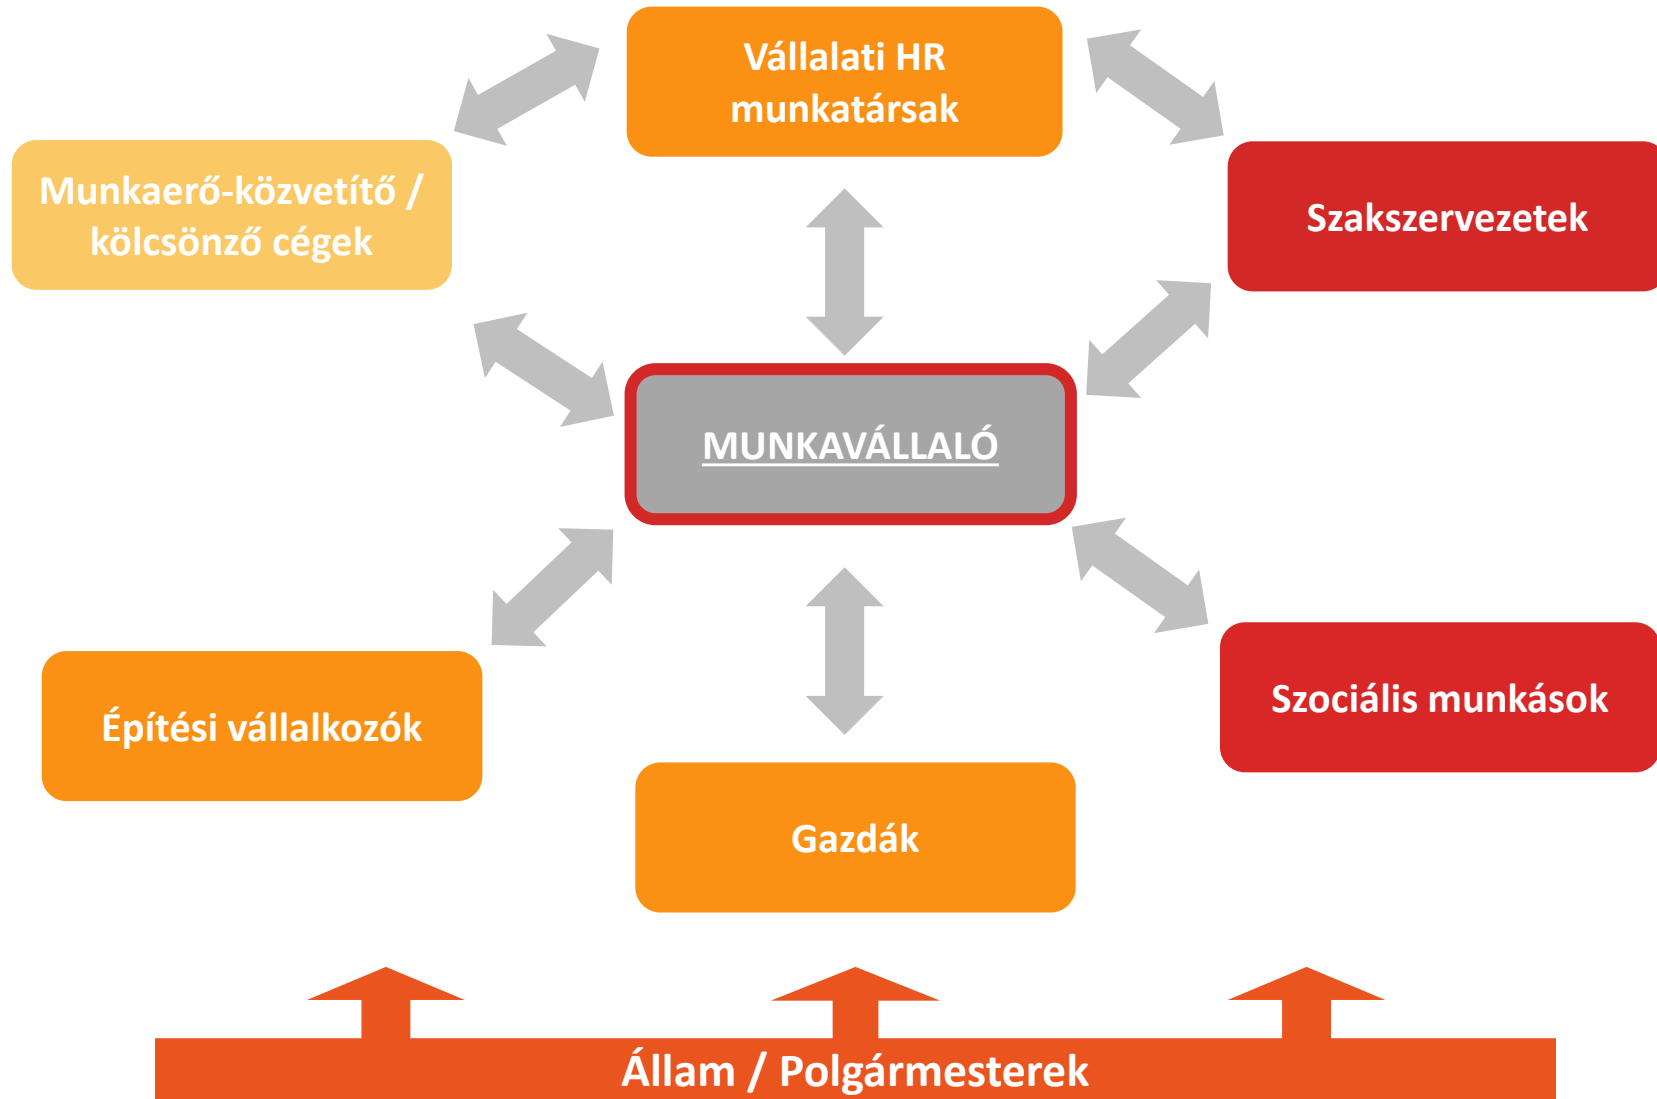 Vállalati HR
munkatársak
Munkaerő-közvetítő /
kölcsönző cégek
Szakszervezetek
MUNKAVÁLLALÓ
Építési vállalkozók
Szociális munkások
Gazdák
Állam / Polgármesterek